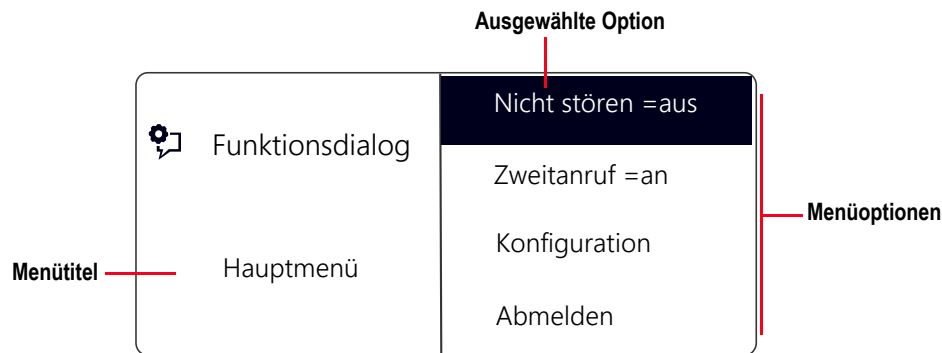 Ausgewählte Option
Funktionsdialog
Menütitel
Hauptmenü
Nicht stören =aus
Zweitanruf =an
Konfiguration
Abmelden
Menüoptionen